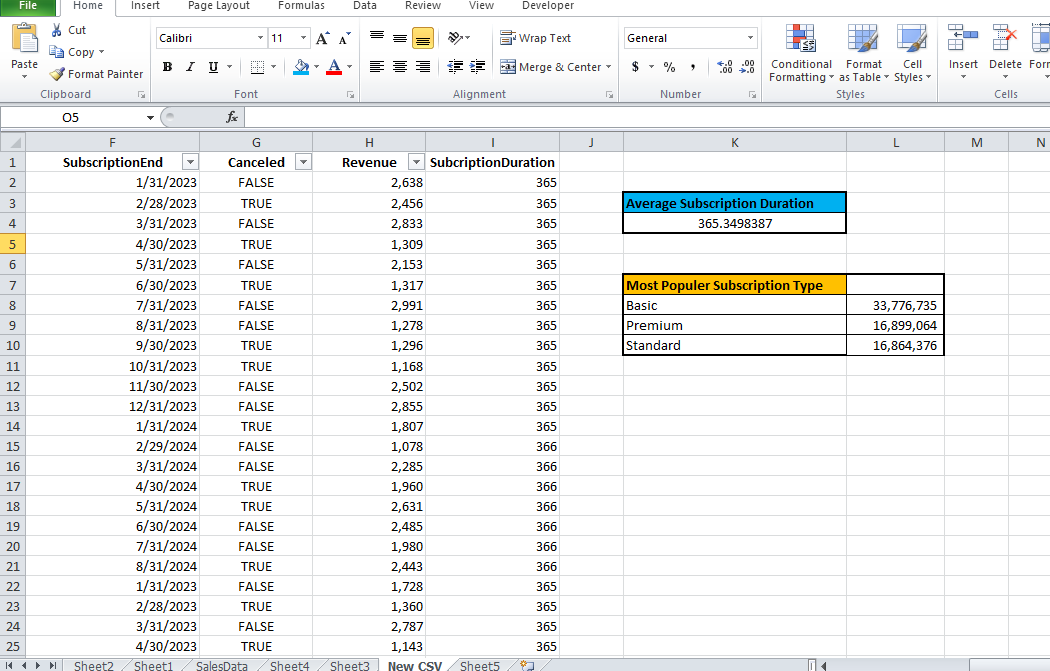 File Home Insert Page Layout Formulas Data Review View Developer
Cut
Copy
Format Painter
Paste
Clipboard
Calibri 11
B I U
Font
Wrap Text
Merge & Center
Alignment
General
$ % , .00 .0
Number
Conditional Formatting
Format as Table
Cell Styles
Styles
Insert Delete
Cells
O5 fx
F G H I J K L M N
1 SubscriptionEnd Canceled Revenue SubcriptionDuration
2 1/31/2023 FALSE 2,638 365
3 2/28/2023 TRUE 2,456 365 Average Subscription Duration
4 3/31/2023 FALSE 2,833 365 365.3498387
5 4/30/2023 TRUE 1,309 365
6 5/31/2023 FALSE 2,153 365
7 6/30/2023 TRUE 1,317 365 Most Populer Subscription Type
8 7/31/2023 FALSE 2,991 365 Basic 33,776,735
9 8/31/2023 FALSE 1,278 365 Premium 16,899,064
10 9/30/2023 TRUE 1,296 365 Standard 16,864,376
11 10/31/2023 TRUE 1,168 365
12 11/30/2023 FALSE 2,502 365
13 12/31/2023 FALSE 2,855 365
14 1/31/2024 TRUE 1,807 365
15 2/29/2024 FALSE 1,078 366
16 3/31/2024 FALSE 2,285 366
17 4/30/2024 TRUE 1,960 366
18 5/31/2024 TRUE 2,631 366
19 6/30/2024 FALSE 2,485 366
20 7/31/2024 FALSE 1,980 366
21 8/31/2024 TRUE 2,443 366
22 1/31/2023 FALSE 1,728 365
23 2/28/2023 TRUE 1,360 365
24 3/31/2023 FALSE 2,787 365
25 4/30/2023 TRUE 1,143 365
Sheet2 Sheet1 SalesData Sheet4 Sheet3 New CSV Sheet5